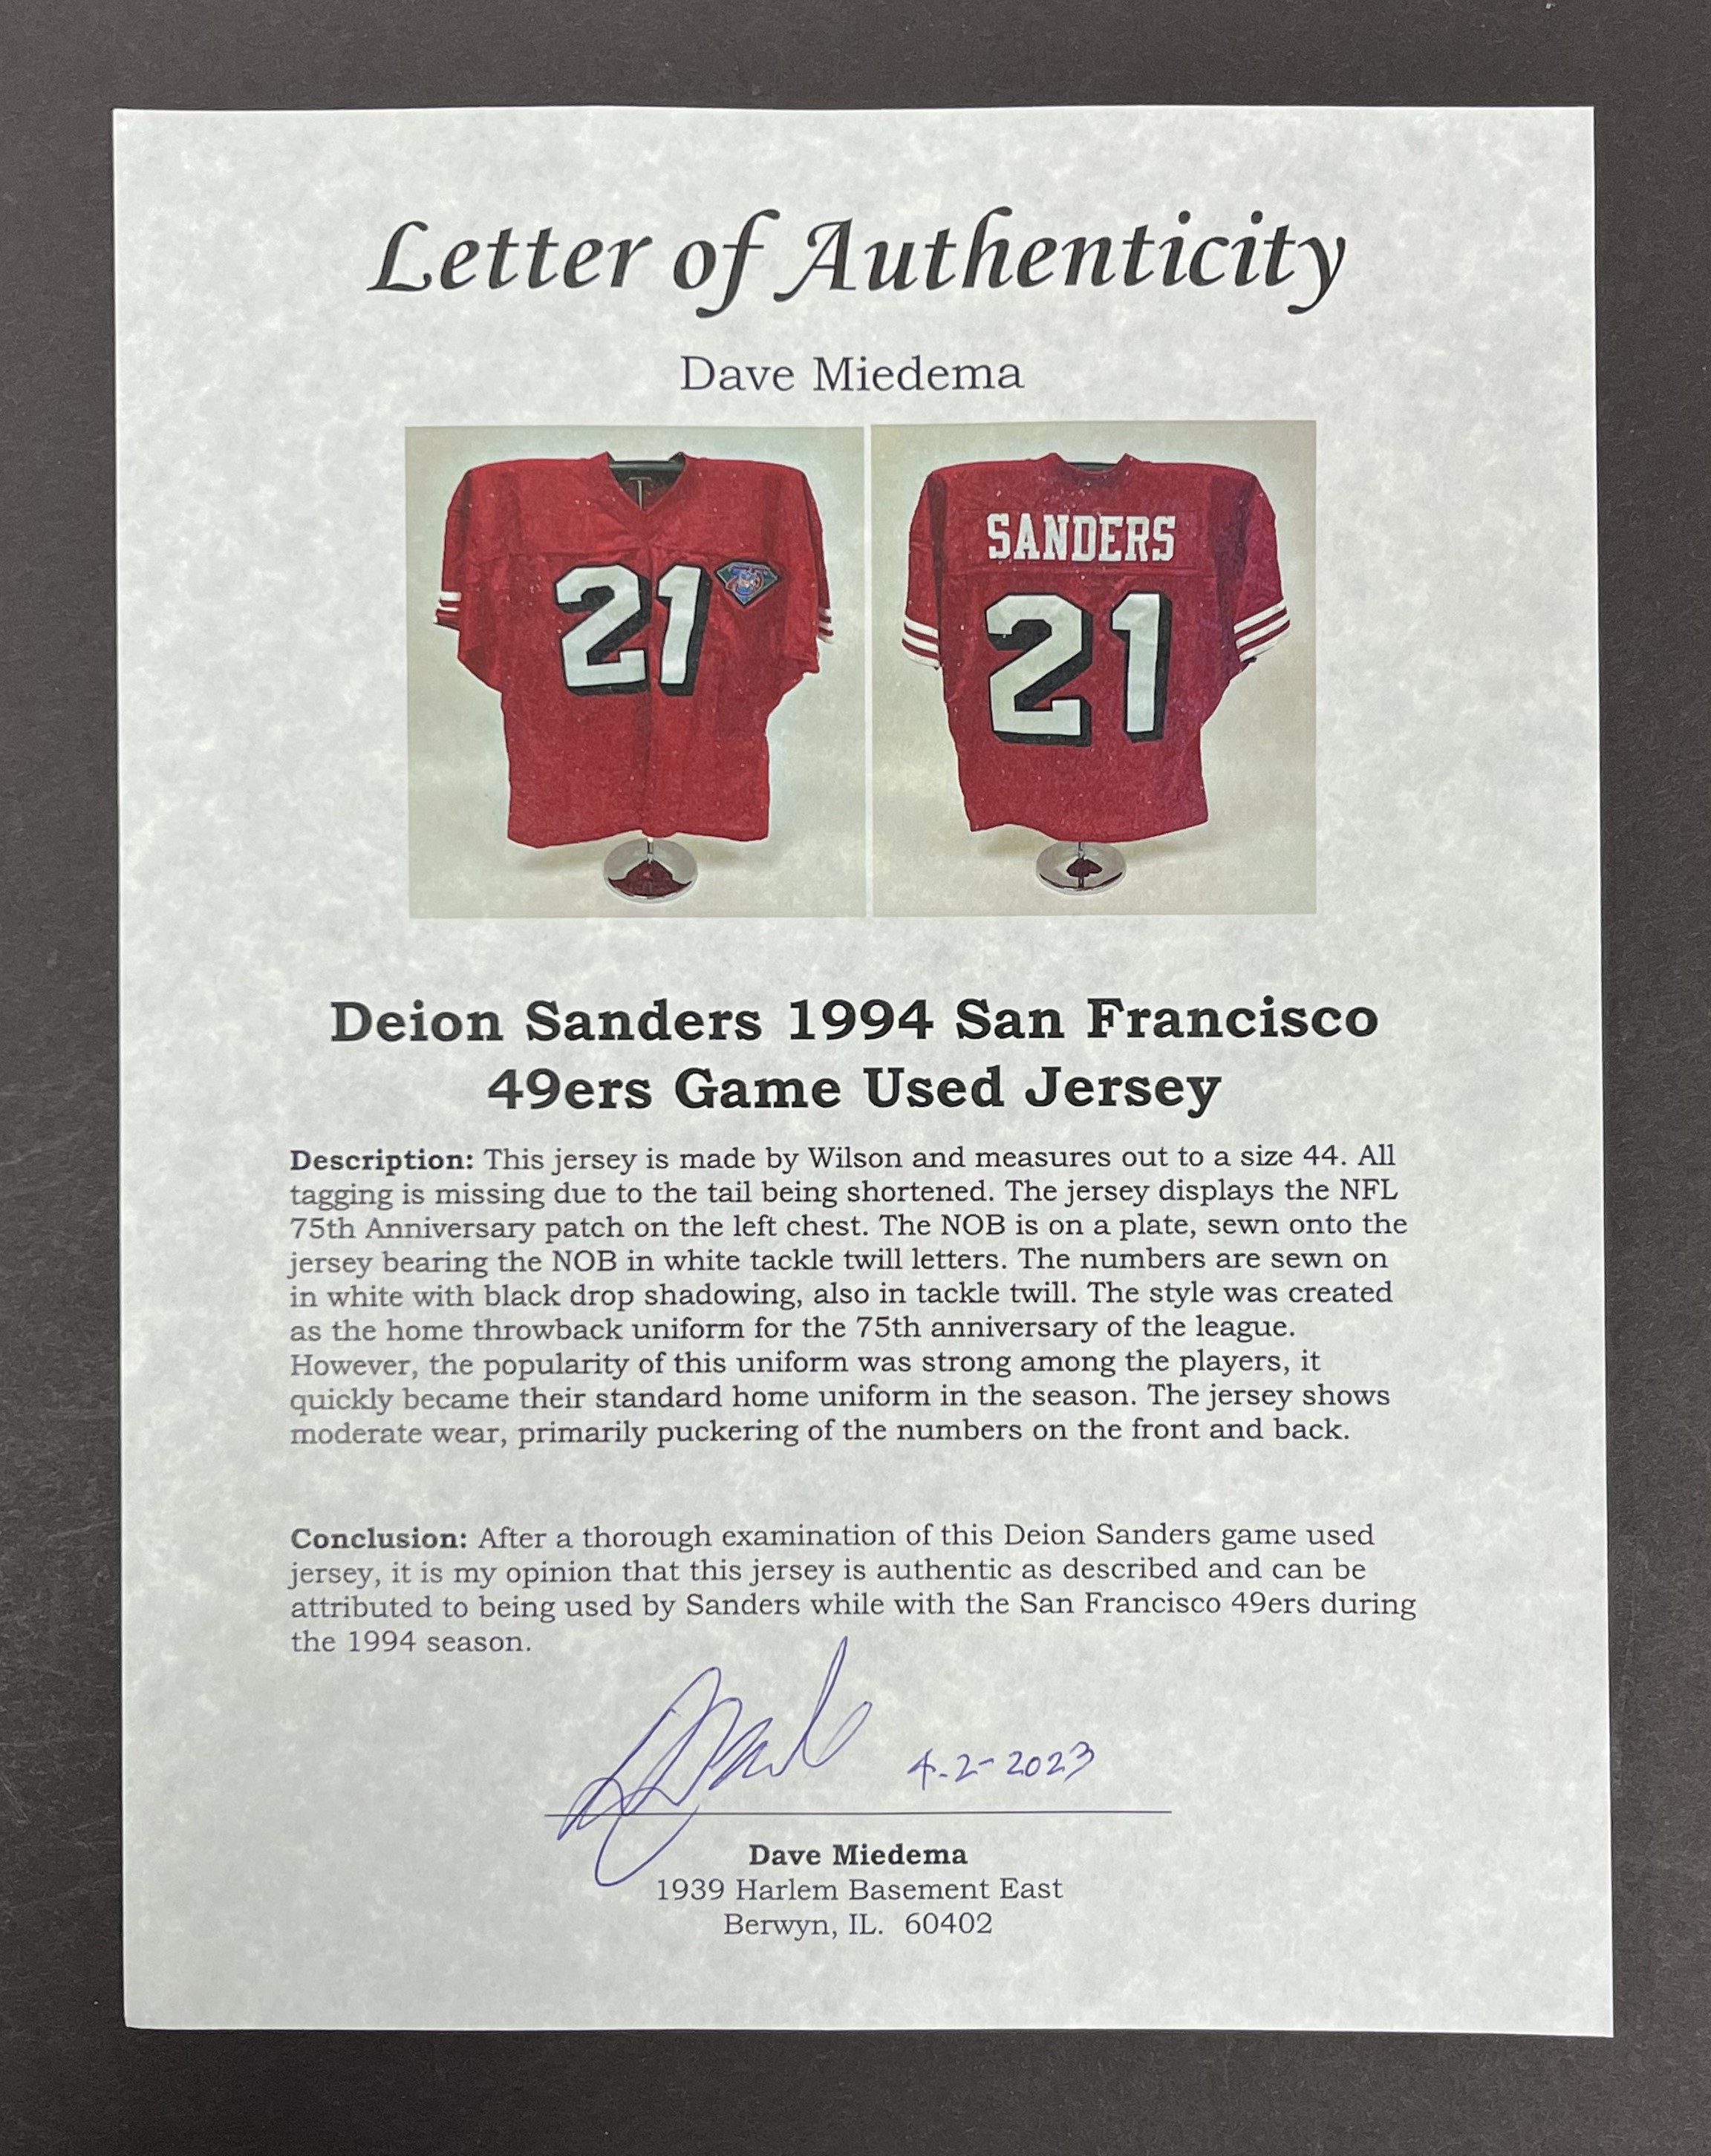 Letter of Authenticity
Dave Miedema
21
SANDERS
21
Deion Sanders 1994 San Francisco
49ers Game Used Jersey
Description: This jersey is made by Wilson and measures out to a size 44. All
tagging is missing due to the tail being shortened. The jersey displays the NFL
75th Anniversary patch on the left chest. The NOB is on a plate, sewn onto the
jersey bearing the NOB in white tackle twill letters. The numbers are sewn on
in white with black drop shadowing, also in tackle twill. The style was created
as the home throwback uniform for the 75th anniversary of the league.
However, the popularity of this uniform was strong among the players, it
quickly became their standard home uniform in the season. The jersey shows
moderate wear, primarily puckering of the numbers on the front and back.
Conclusion: After a thorough examination of this Deion Sanders game used
jersey, it is my opinion that this jersey is authentic as described and can be
attributed to being used by Sanders while with the San Francisco 49ers during
the 1994 season.
4-2-2023
Dave Miedema
1939 Harlem Basement East
Berwyn, IL. 60402